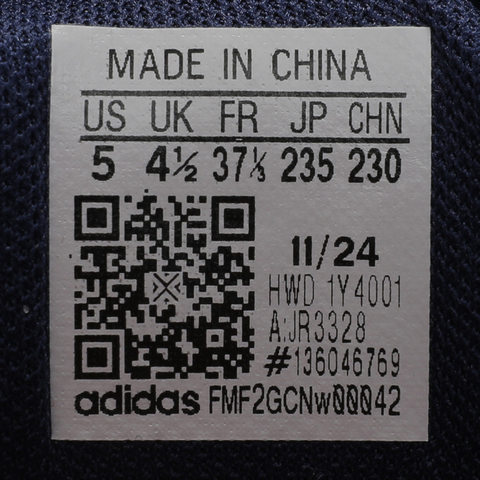 MADE IN CHINA
US UK FR JP CHN
5 4½ 37⅓ 235 230
11/24
HWD 1Y4001
A:JR3328
#136046769
adidas FMF2GCNW00042